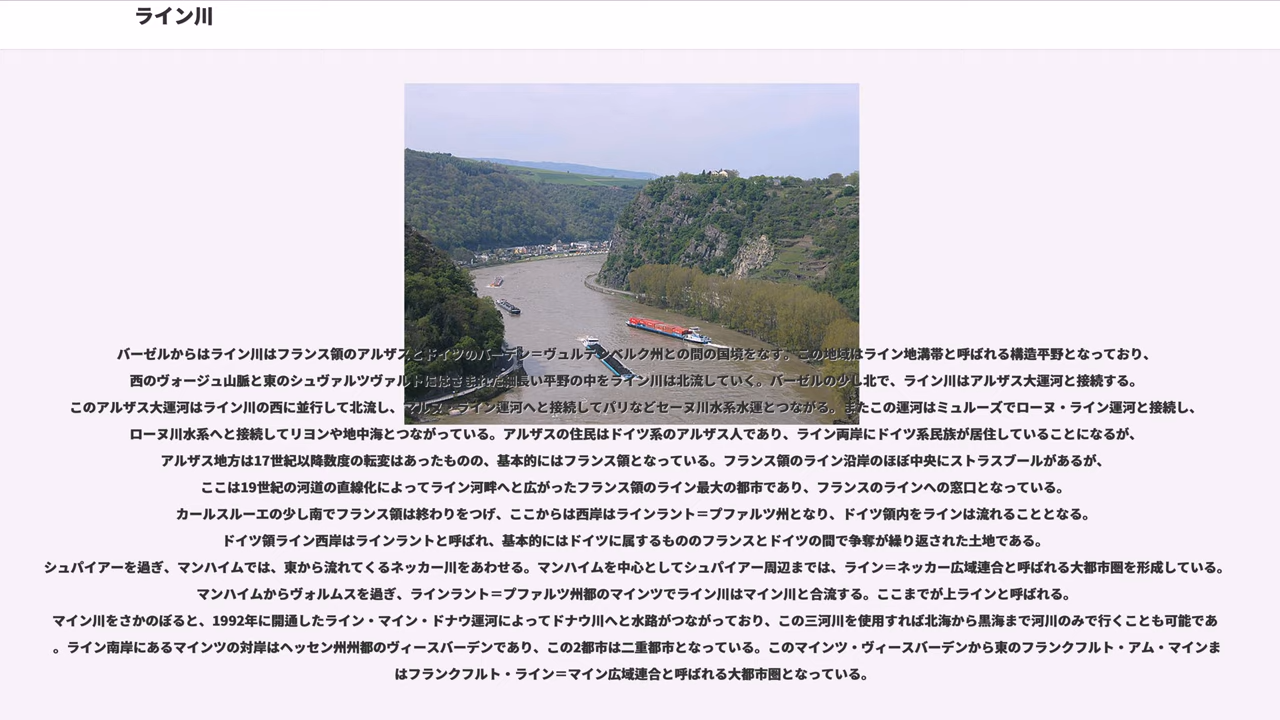 ライン川
バーゼルからはライン川はフランス領のアルザスとドイツのバーデン＝ヴュルテンベルク州との間の国境をなす。この地域はライン地溝帯と呼ばれる構造平野となっており、
西のヴォージュ山脈と東のシュヴァルツヴァルトにはさまれた細長い平野の中をライン川は北流していく。バーゼルの少し北で、ライン川はアルザス大運河と接続する。
このアルザス大運河はライン川の西に並行して北流し、マルヌ・ライン運河へと接続してパリなどセーヌ川水系水運とつながる。またこの運河はミュルーズでローヌ・ライン運河と接続し、
ローヌ川水系へと接続してリヨンや地中海とつながっている。アルザスの住民はドイツ系のアルザス人であり、ライン両岸にドイツ系民族が居住していることになるが、
アルザス地方は17世紀以降数度の転変はあったものの、基本的にはフランス領となっている。フランス領のライン沿岸のほぼ中央にストラスブールがあるが、
ここは19世紀の河道の直線化によってライン河畔へと広がったフランス領のライン最大の都市であり、フランスのラインへの窓口となっている。
カールスルーエの少し南でフランス領は終わりをつげ、ここからは西岸はラインラント＝プファルツ州となり、ドイツ領内をラインは流れることとなる。
ドイツ領ライン西岸はラインラントと呼ばれ、基本的にはドイツに属するもののフランスとドイツの間で争奪が繰り返された土地である。
シュパイアーを過ぎ、マンハイムでは、東から流れてくるネッカー川をあわせる。マンハイムを中心としてシュパイアー周辺までは、ライン＝ネッカー広域連合と呼ばれる大都市圏を形成している。
マンハイムからヴォルムスを過ぎ、ラインラント＝プファルツ州都のマインツでライン川はマイン川と合流する。ここまでが上ラインと呼ばれる。
マイン川をさかのぼると、1992年に開通したライン・マイン・ドナウ運河によってドナウ川へと水路がつながっており、この三河川を使用すれば北海から黒海まで河川のみで行くことも可能であ
。ライン南岸にあるマインツの対岸はヘッセン州州都のヴィースバーデンであり、この2都市は二重都市となっている。このマインツ・ヴィースバーデンから東のフランクフルト・アム・マインま
はフランクフルト・ライン＝マイン広域連合と呼ばれる大都市圏となっている。